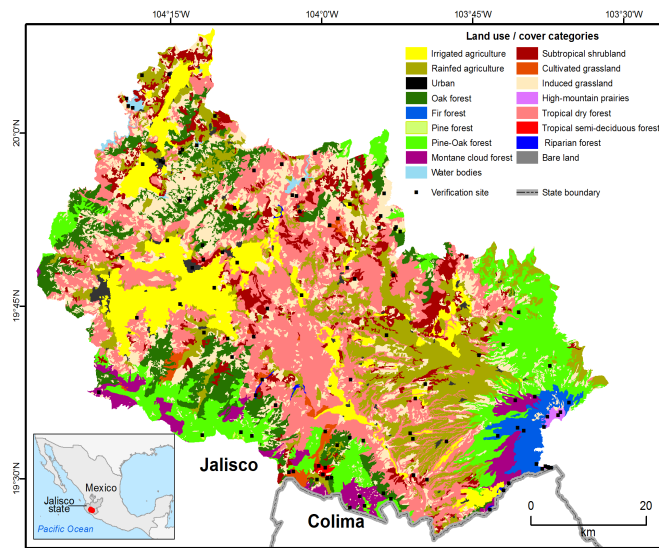 104°15'W 104°0'W 103°45'W 103°30'W
Land use / cover categories
Irrigated agriculture
Rainfed agriculture
Urban
Oak forest
Fir forest
Pine forest
Pine-Oak forest
Montane cloud forest
Water bodies
Subtropical shrubland
Cultivated grassland
Induced grassland
High-mountain prairies
Tropical dry forest
Tropical semi-deciduous forest
Riparian forest
Bare land
Verification site
State boundary
20°0'N
19°45'N
19°30'N
Jalisco
Colima
Mexico
Jalisco
state
Pacific Ocean
0 20
km